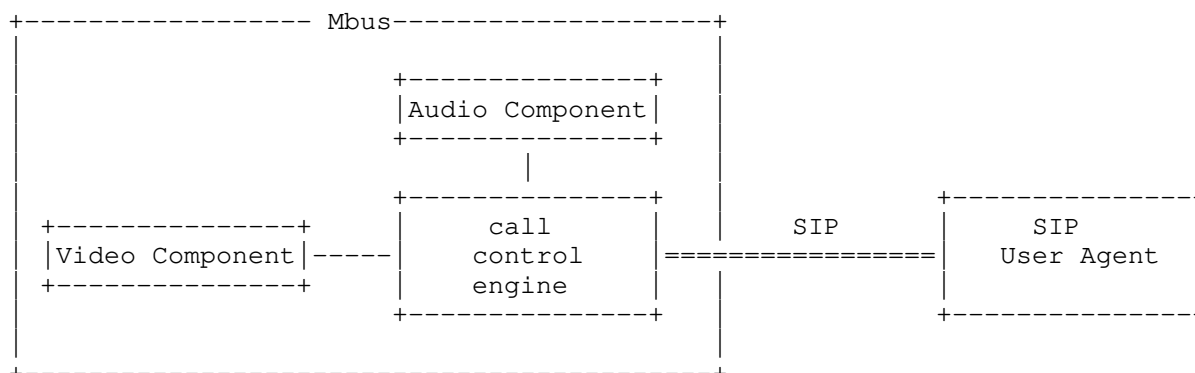 Mbus
Audio Component
call
control
engine
Video Component
SIP
SIP
User Agent